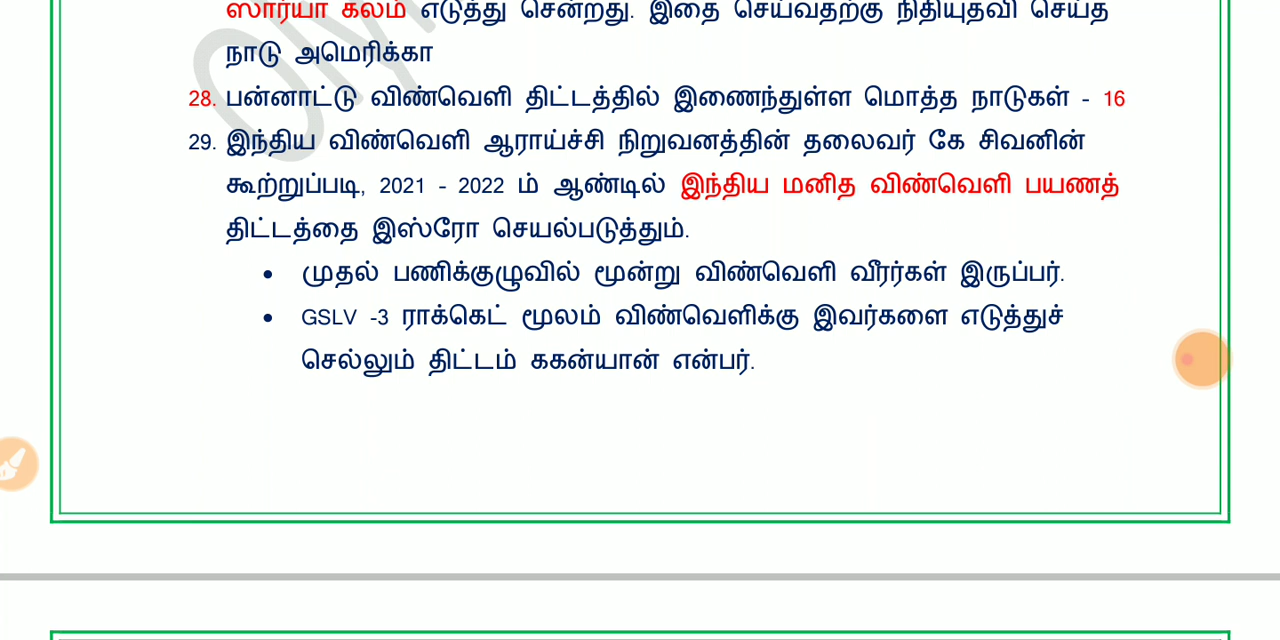 ஸார்யா கலம் எடுத்து சென்றது. இதை செய்வதற்கு நிதியுதவி செய்த
நாடு அமெரிக்கா
28. பன்னாட்டு விண்வெளி திட்டத்தில் இணைந்துள்ள மொத்த நாடுகள் - 16
29. இந்திய விண்வெளி ஆராய்ச்சி நிறுவனத்தின் தலைவர் கே சிவனின்
கூற்றுப்படி, 2021 - 2022 ம் ஆண்டில் இந்திய மனித விண்வெளி பயணத்
திட்டத்தை இஸ்ரோ செயல்படுத்தும்.
• முதல் பணிக்குழுவில் மூன்று விண்வெளி வீரர்கள் இருப்பர்.
• GSLV -3 ராக்கெட் மூலம் விண்வெளிக்கு இவர்களை எடுத்துச்
செல்லும் திட்டம் ககன்யான் என்பர்.